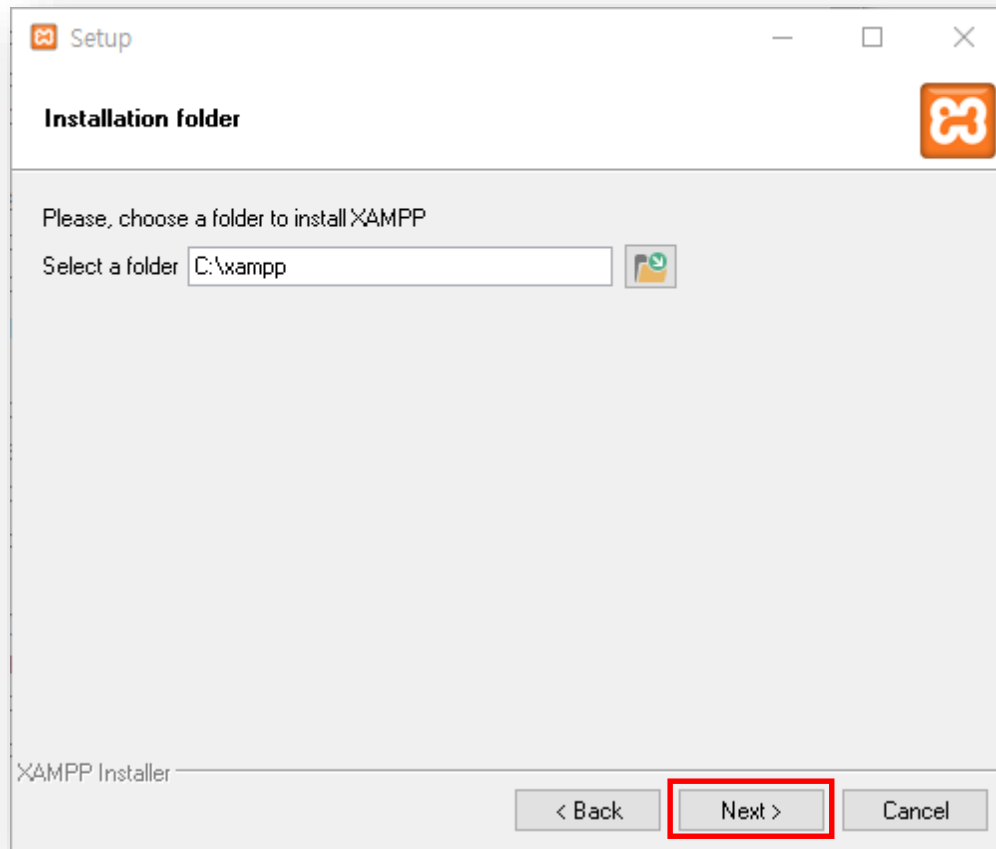 Setup
Installation folder
Please, choose a folder to install XAMPP
Select a folder C:\xampp
XAMPP Installer
< Back Next > Cancel